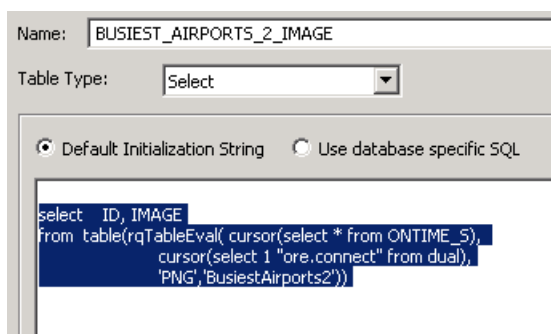 Name: BUSIEST_AIRPORTS_2_IMAGE
Table Type: Select
Default Initialization String Use database specific SQL
select ID, IMAGE
from table(rqTableEval( cursor(select * from ONTIME_S),
cursor(select 1 "ore.connect" from dual),
'PNG','BusiestAirports2'))